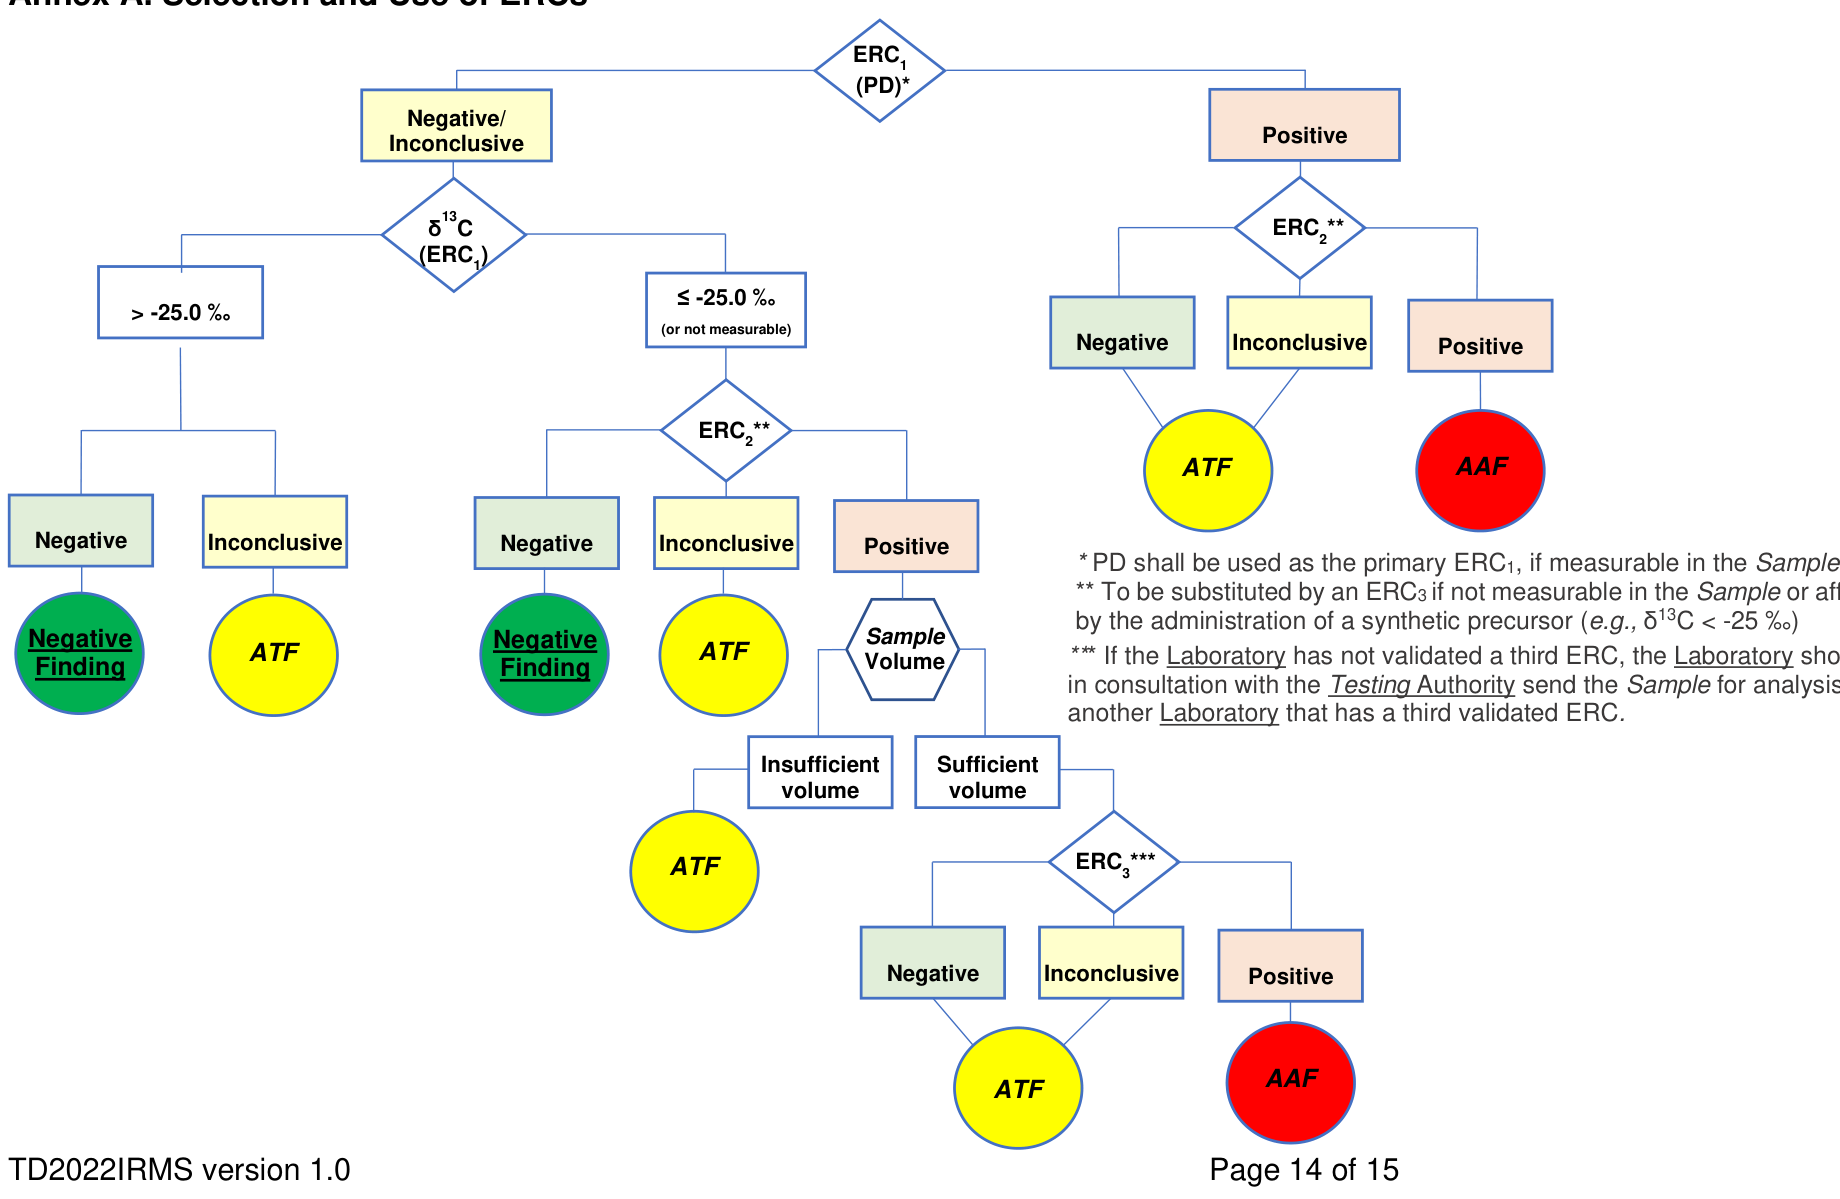 Annex A: Selection and Use of ERCs
ERC1
(PD)*
Negative/
Inconclusive
Positive
δ13C
(ERC1)
ERC2**
> -25.0 ‰
≤ -25.0 ‰
(or not measurable)
Negative
Inconclusive
Positive
ERC2**
ATF
AAF
Negative
Inconclusive
Negative
Inconclusive
Positive
* PD shall be used as the primary ERC1, if measurable in the Sample
** To be substituted by an ERC3 if not measurable in the Sample or
by the administration of a synthetic precursor (e.g., δ13C < -25 ‰)
*** If the Laboratory has not validated a third ERC, the Laboratory
in consultation with the Testing Authority send the Sample for analysis
another Laboratory that has a third validated ERC.
Negative
Finding
ATF
Negative
Finding
ATF
Sample
Volume
Insufficient
volume
Sufficient
volume
ATF
ERC3***
Negative
Inconclusive
Positive
ATF
AAF
TD2022IRMS version 1.0
Page 14 of 15